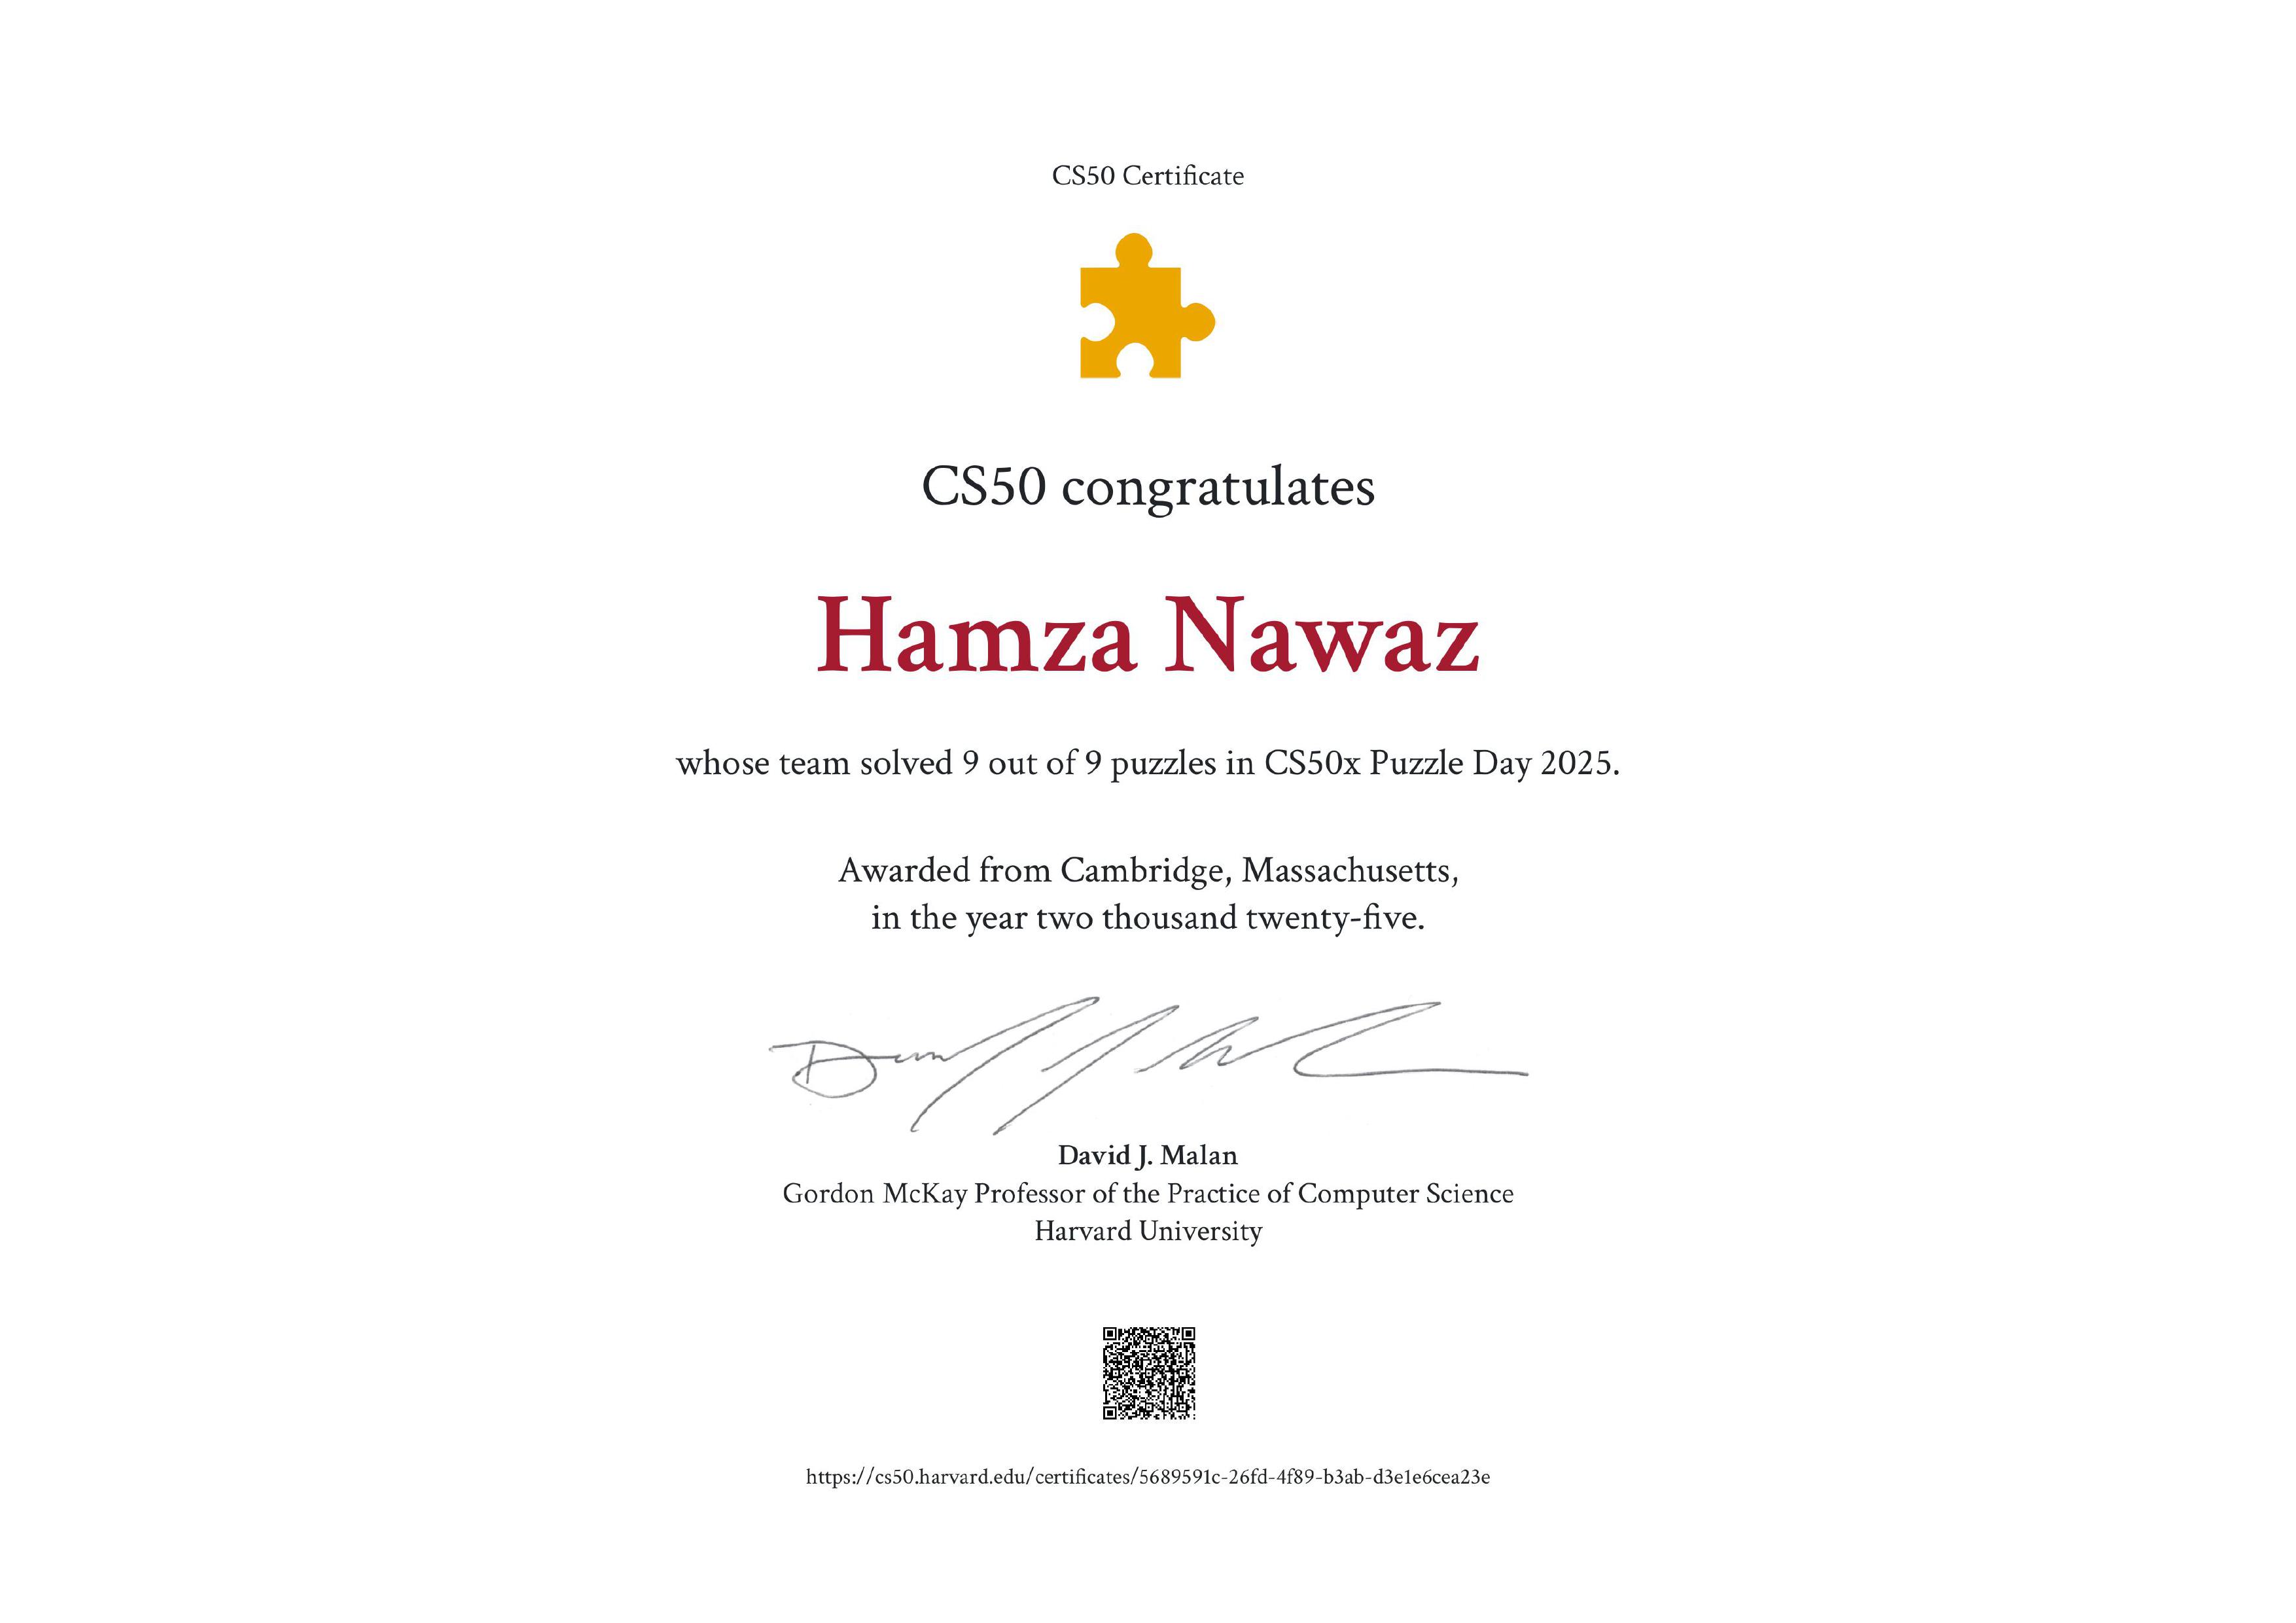 CS50 Certificate
CS50 congratulates
Hamza Nawaz
whose team solved 9 out of 9 puzzles in CS50x Puzzle Day 2025.
Awarded from Cambridge, Massachusetts,
in the year two thousand twenty-five.
David J. Malan
Gordon McKay Professor of the Practice of Computer Science
Harvard University
https://cs50.harvard.edu/certificates/5689591c-26fd-4f89-b3ab-d3e1e6cea23e